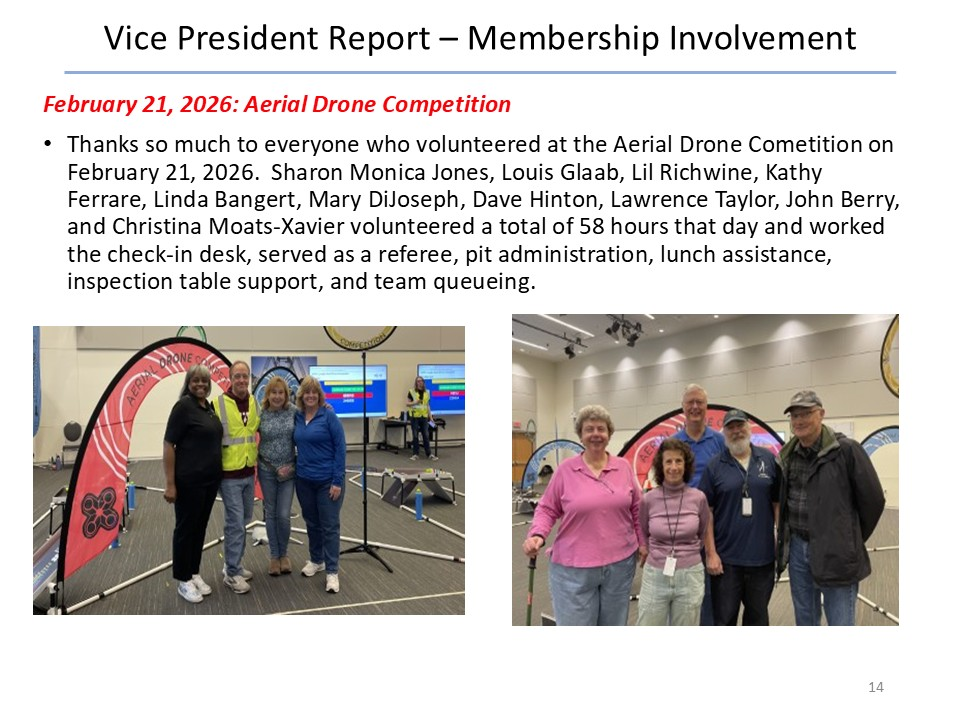 Vice President Report – Membership Involvement
February 21, 2026: Aerial Drone Competition
• Thanks so much to everyone who volunteered at the Aerial Drone Cometition on
February 21, 2026.  Sharon Monica Jones, Louis Glaab, Lil Richwine, Kathy
Ferrare, Linda Bangert, Mary DiJoseph, Dave Hinton, Lawrence Taylor, John Berry,
and Christina Moats-Xavier volunteered a total of 58 hours that day and worked
the check-in desk, served as a referee, pit administration, lunch assistance,
inspection table support, and team queueing.
AERIAL DRONE
COMPETITION
14